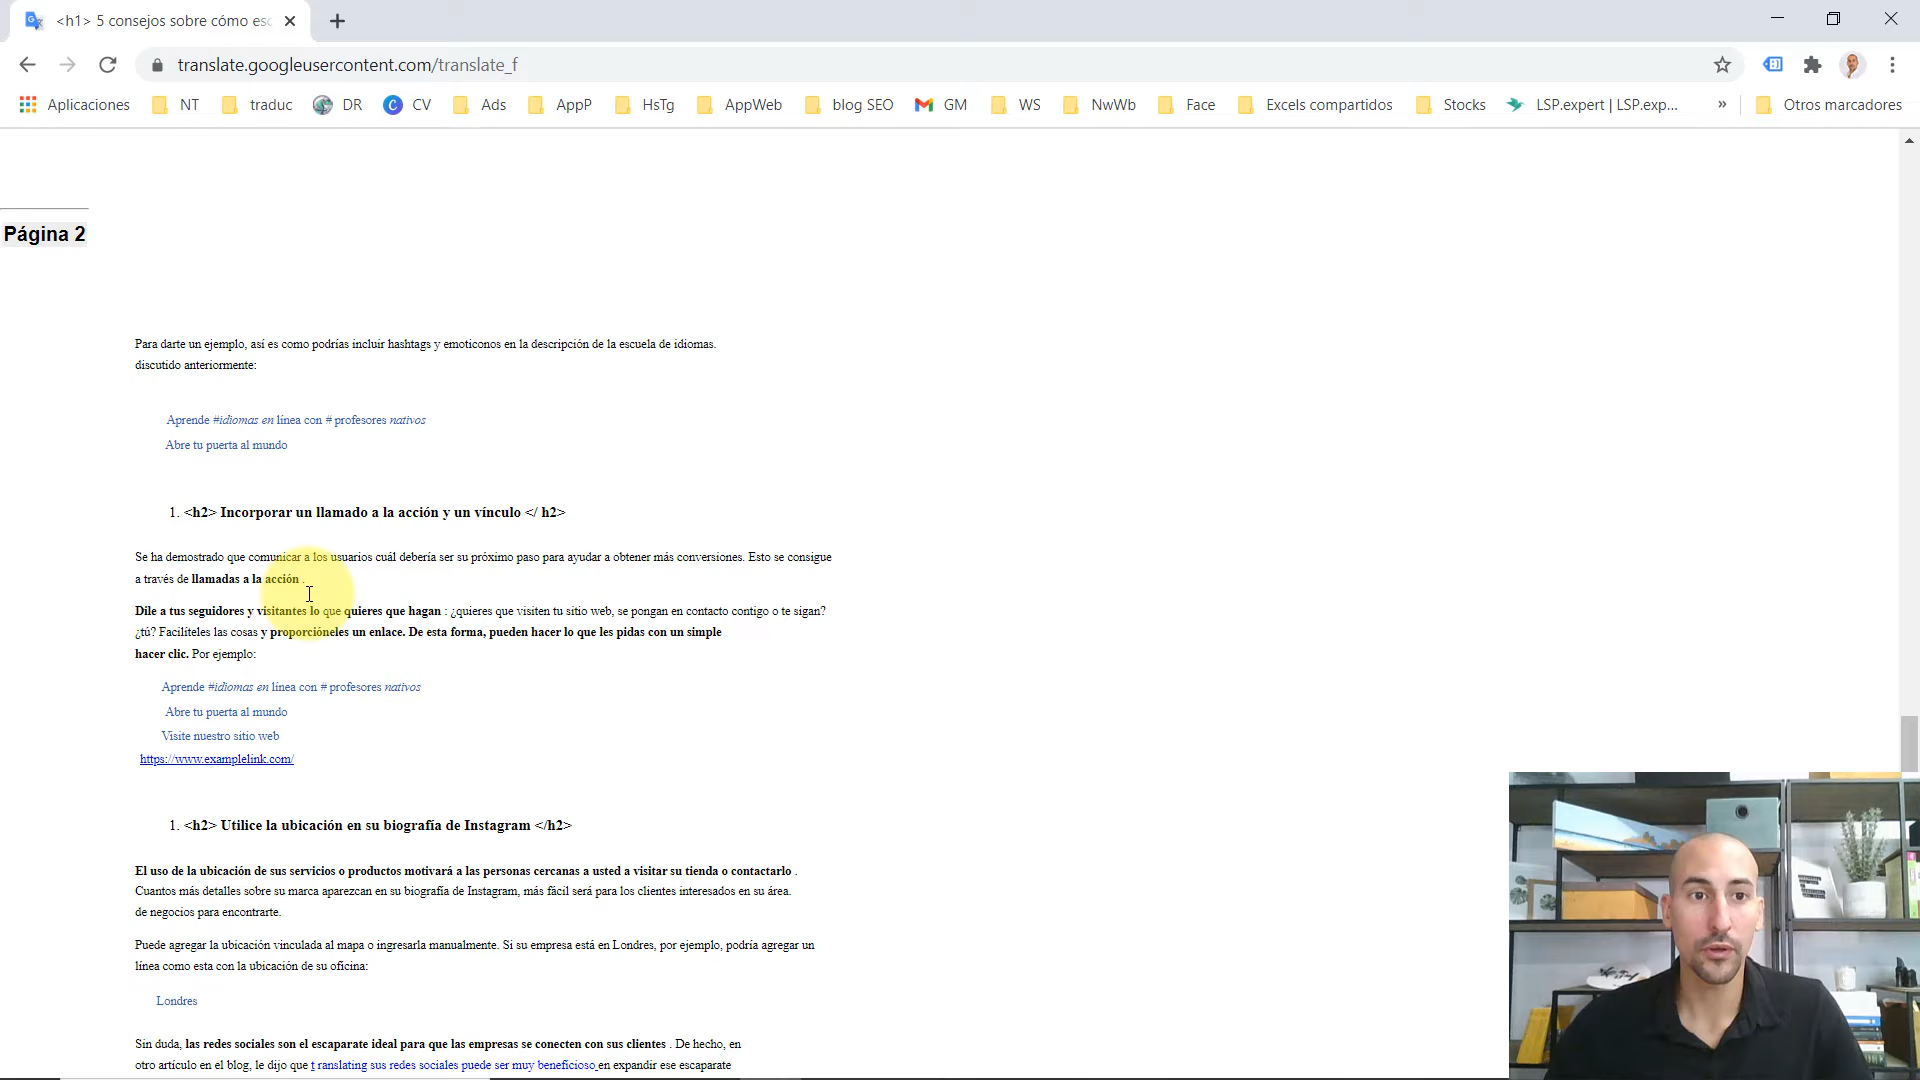 <h1> 5 consejos sobre cómo esc
translate.googleusercontent.com/translate_f
Aplicaciones NT traduc DR CV Ads AppP HsTg AppWeb blog SEO GM WS NwWb Face Excels compartidos Stocks LSP.expert | LSP.exp... » Otros marcadores
Página 2
Para darte un ejemplo, así es como podrías incluir hashtags y emoticonos en la descripción de la escuela de idiomas.
discutido anteriormente:
Aprende #idiomas en línea con # profesores nativos
Abre tu puerta al mundo
1. <h2> Incorporar un llamado a la acción y un vínculo </ h2>
Se ha demostrado que comunicar a los usuarios cuál debería ser su próximo paso para ayudar a obtener más conversiones. Esto se consigue
a través de llamadas a la acción .
Dile a tus seguidores y visitantes lo que quieres que hagan : ¿quieres que visiten tu sitio web, se pongan en contacto contigo o te sigan?
¿tú? Facilíteles las cosas y proporcióneles un enlace. De esta forma, pueden hacer lo que les pidas con un simple
hacer clic. Por ejemplo:
Aprende #idiomas en línea con # profesores nativos
Abre tu puerta al mundo
Visite nuestro sitio web
https://www.examplelink.com/
1. <h2> Utilice la ubicación en su biografía de Instagram </h2>
El uso de la ubicación de sus servicios o productos motivará a las personas cercanas a usted a visitar su tienda o contactarlo .
Cuantos más detalles sobre su marca aparezcan en su biografía de Instagram, más fácil será para los clientes interesados en su área.
de negocios para encontrarte.
Puede agregar la ubicación vinculada al mapa o ingresarla manualmente. Si su empresa está en Londres, por ejemplo, podría agregar un
línea como esta con la ubicación de su oficina:
Londres
Sin duda, las redes sociales son el escaparate ideal para que las empresas se conecten con sus clientes . De hecho, en
otro artículo en el blog, le dijo que t ranslating sus redes sociales puede ser muy beneficioso en expandir ese escaparate